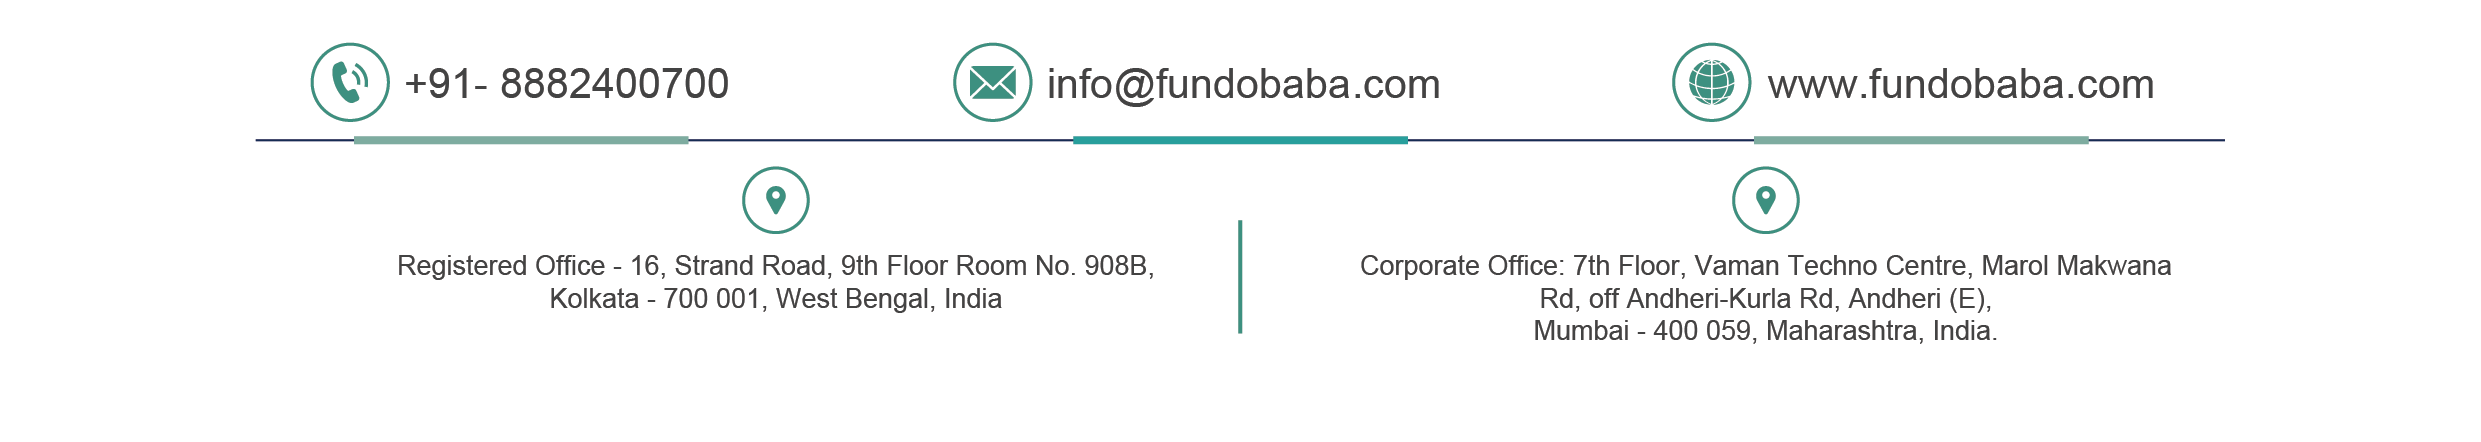 +91- 8882400700
info@fundobaba.com
www.fundobaba.com
Registered Office - 16, Strand Road, 9th Floor Room No. 908B,
Kolkata - 700 001, West Bengal, India
Corporate Office: 7th Floor, Vaman Techno Centre, Marol Makwana
Rd, off Andheri-Kurla Rd, Andheri (E),
Mumbai - 400 059, Maharashtra, India.